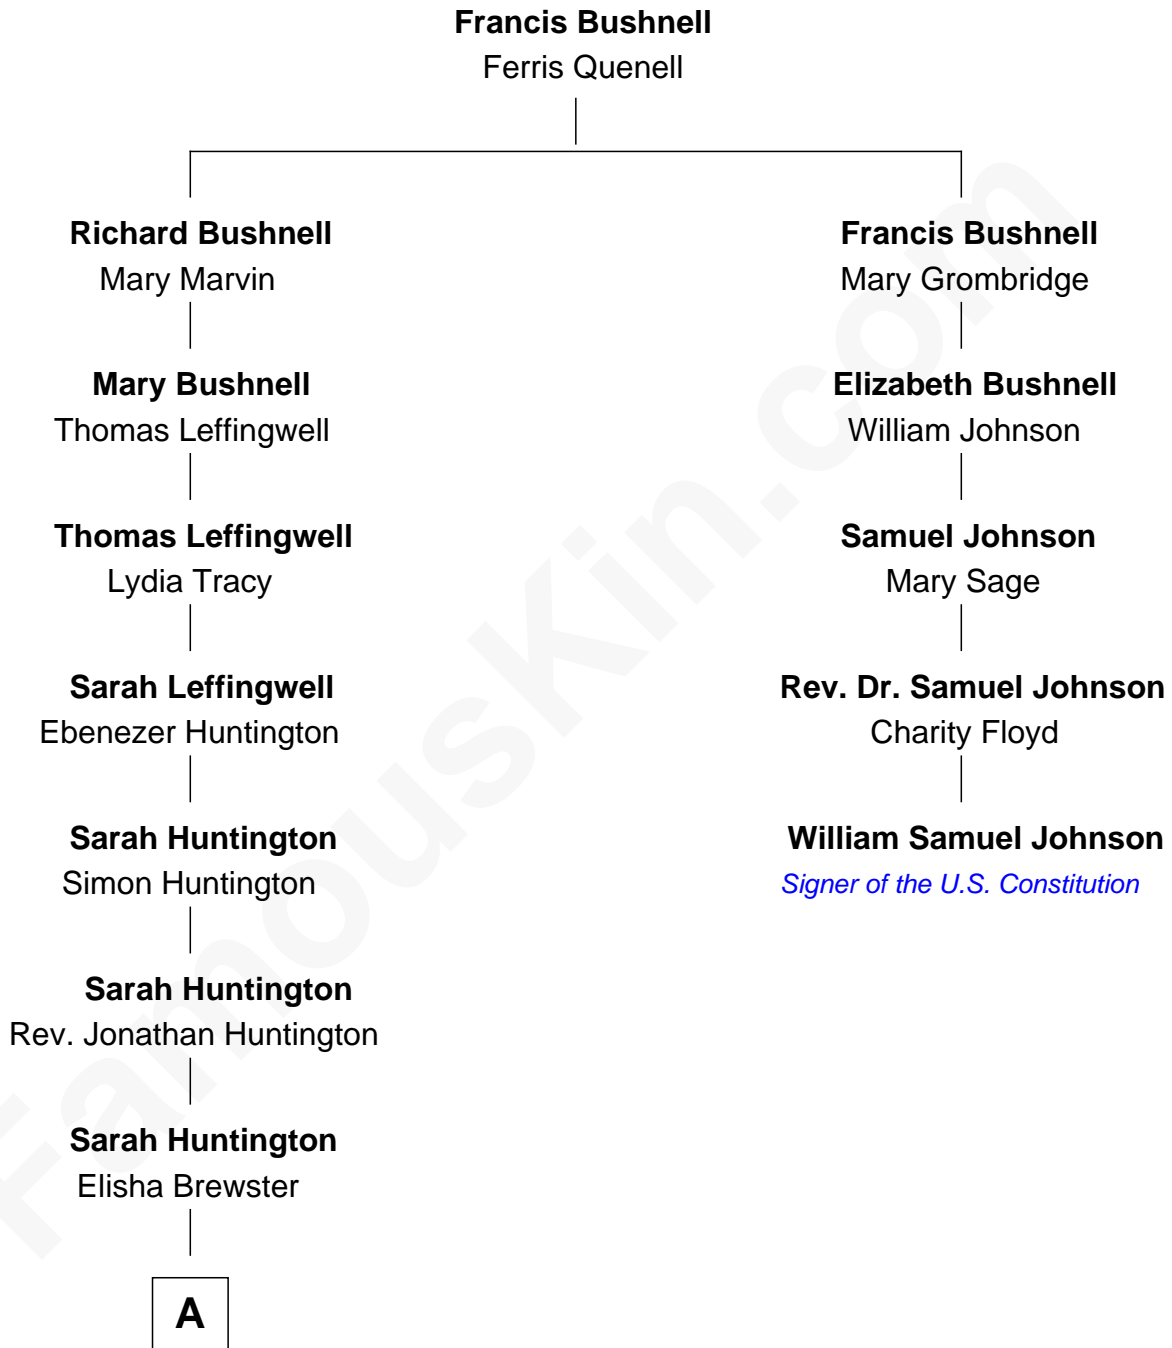 Francis Bushnell
Ferris Quenell
Richard Bushnell
Mary Marvin
Francis Bushnell
Mary Grombridge
Mary Bushnell
Thomas Leffingwell
Elizabeth Bushnell
William Johnson
Thomas Leffingwell
Lydia Tracy
Samuel Johnson
Mary Sage
Sarah Leffingwell
Ebenezer Huntington
Rev. Dr. Samuel Johnson
Charity Floyd
Sarah Huntington
Simon Huntington
William Samuel Johnson
Signer of the U.S. Constitution
Sarah Huntington
Rev. Jonathan Huntington
Sarah Huntington
Elisha Brewster
A
FamousKin.com